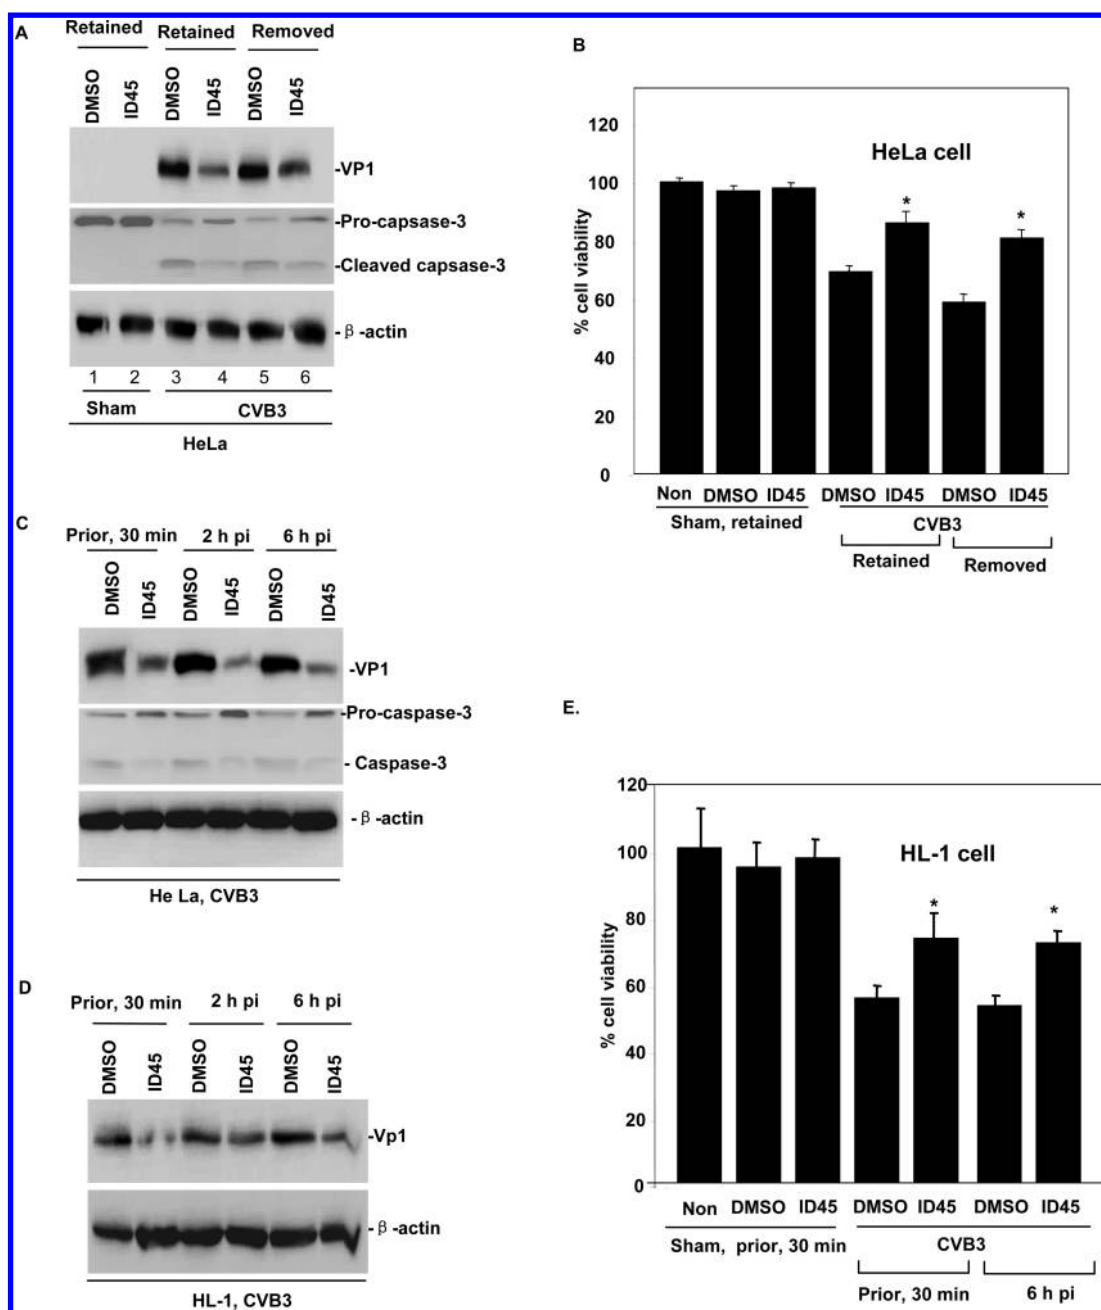 A
Retained Retained Removed
DMSO ID45 DMSO ID45 DMSO ID45
-VP1
-Pro-capsase-3
-Cleaved capsase-3
-β-actin
1 2 3 4 5 6
Sham CVB3
HeLa
B
HeLa cell
% cell viability
120
100
80
60
40
20
0
* *
Non DMSO ID45 DMSO ID45 DMSO ID45
Sham, retained CVB3
Retained Removed
C
Prior, 30 min 2 h pi 6 h pi
DMSO ID45 DMSO ID45 DMSO ID45
-VP1
-Pro-caspase-3
- Caspase-3
-β-actin
He La, CVB3
D
Prior, 30 min 2 h pi 6 h pi
DMSO ID45 DMSO ID45 DMSO ID45
-Vp1
-β-actin
HL-1, CVB3
E.
HL-1 cell
% cell viability
120
100
80
60
40
20
0
* *
Non DMSO ID45 DMSO ID45 DMSO ID45
Sham, prior, 30 min CVB3
Prior, 30 min 6 h pi